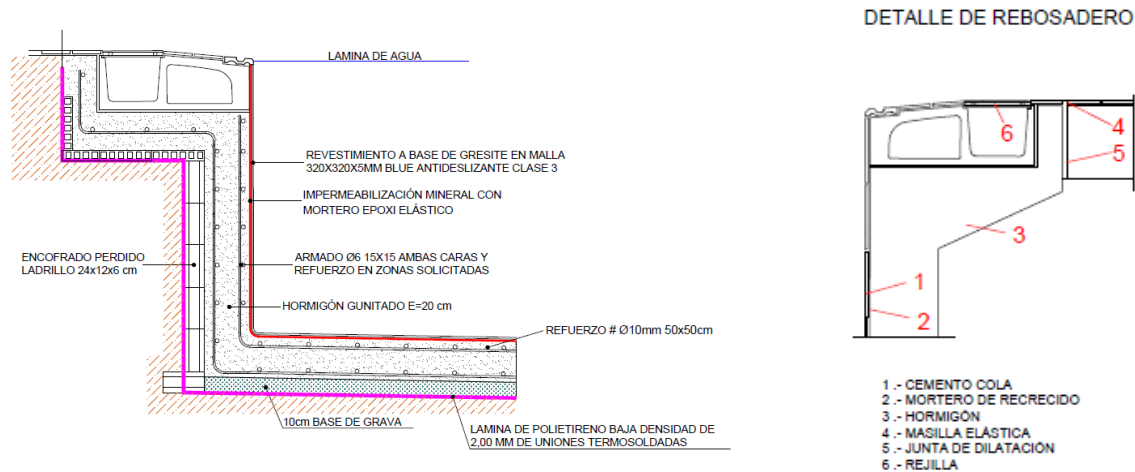 DETALLE DE REBOSADERO
LAMINA DE AGUA
REVESTIMIENTO A BASE DE GRESITE EN MALLA
320X320X5MM BLUE ANTIDESLIZANTE CLASE 3
IMPERMEABILIZACIÓN MINERAL CON
MORTERO EPOXI ELÁSTICO
ENCOFRADO PERDIDO
LADRILLO 24x12x6 cm
ARMADO Ø6 15X15 AMBAS CARAS Y
REFUERZO EN ZONAS SOLICITADAS
HORMIGÓN GUNITADO E=20 cm
REFUERZO # Ø10mm 50x50cm
10cm BASE DE GRAVA
LAMINA DE POLIETIRENO BAJA DENSIDAD DE
2,00 MM DE UNIONES TERMOSOLDADAS
6
4
5
3
1
2
1.- CEMENTO COLA
2.- MORTERO DE RECRECIDO
3.- HORMIGÓN
4.- MASILLA ELÁSTICA
5.- JUNTA DE DILATACIÓN
6.- REJILLA